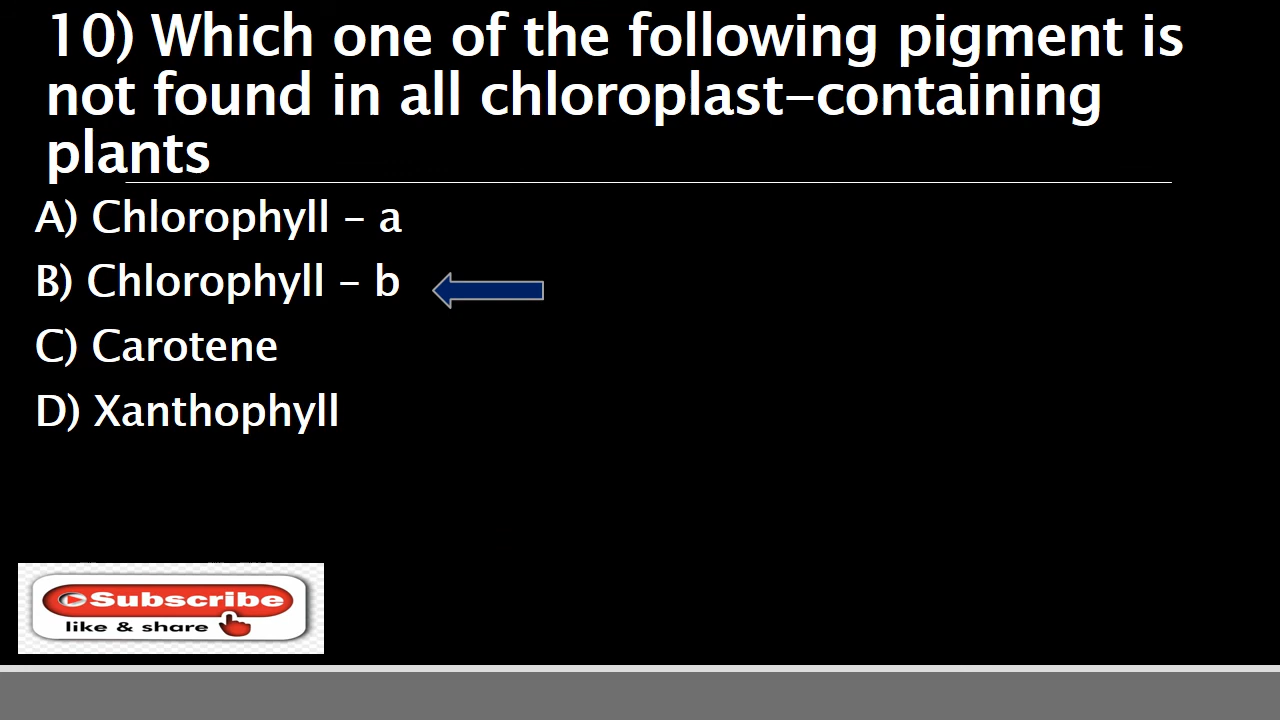 10) Which one of the following pigment is
not found in all chloroplast-containing
plants
A) Chlorophyll - a
B) Chlorophyll - b
C) Carotene
D) Xanthophyll
Subscribe
like & share